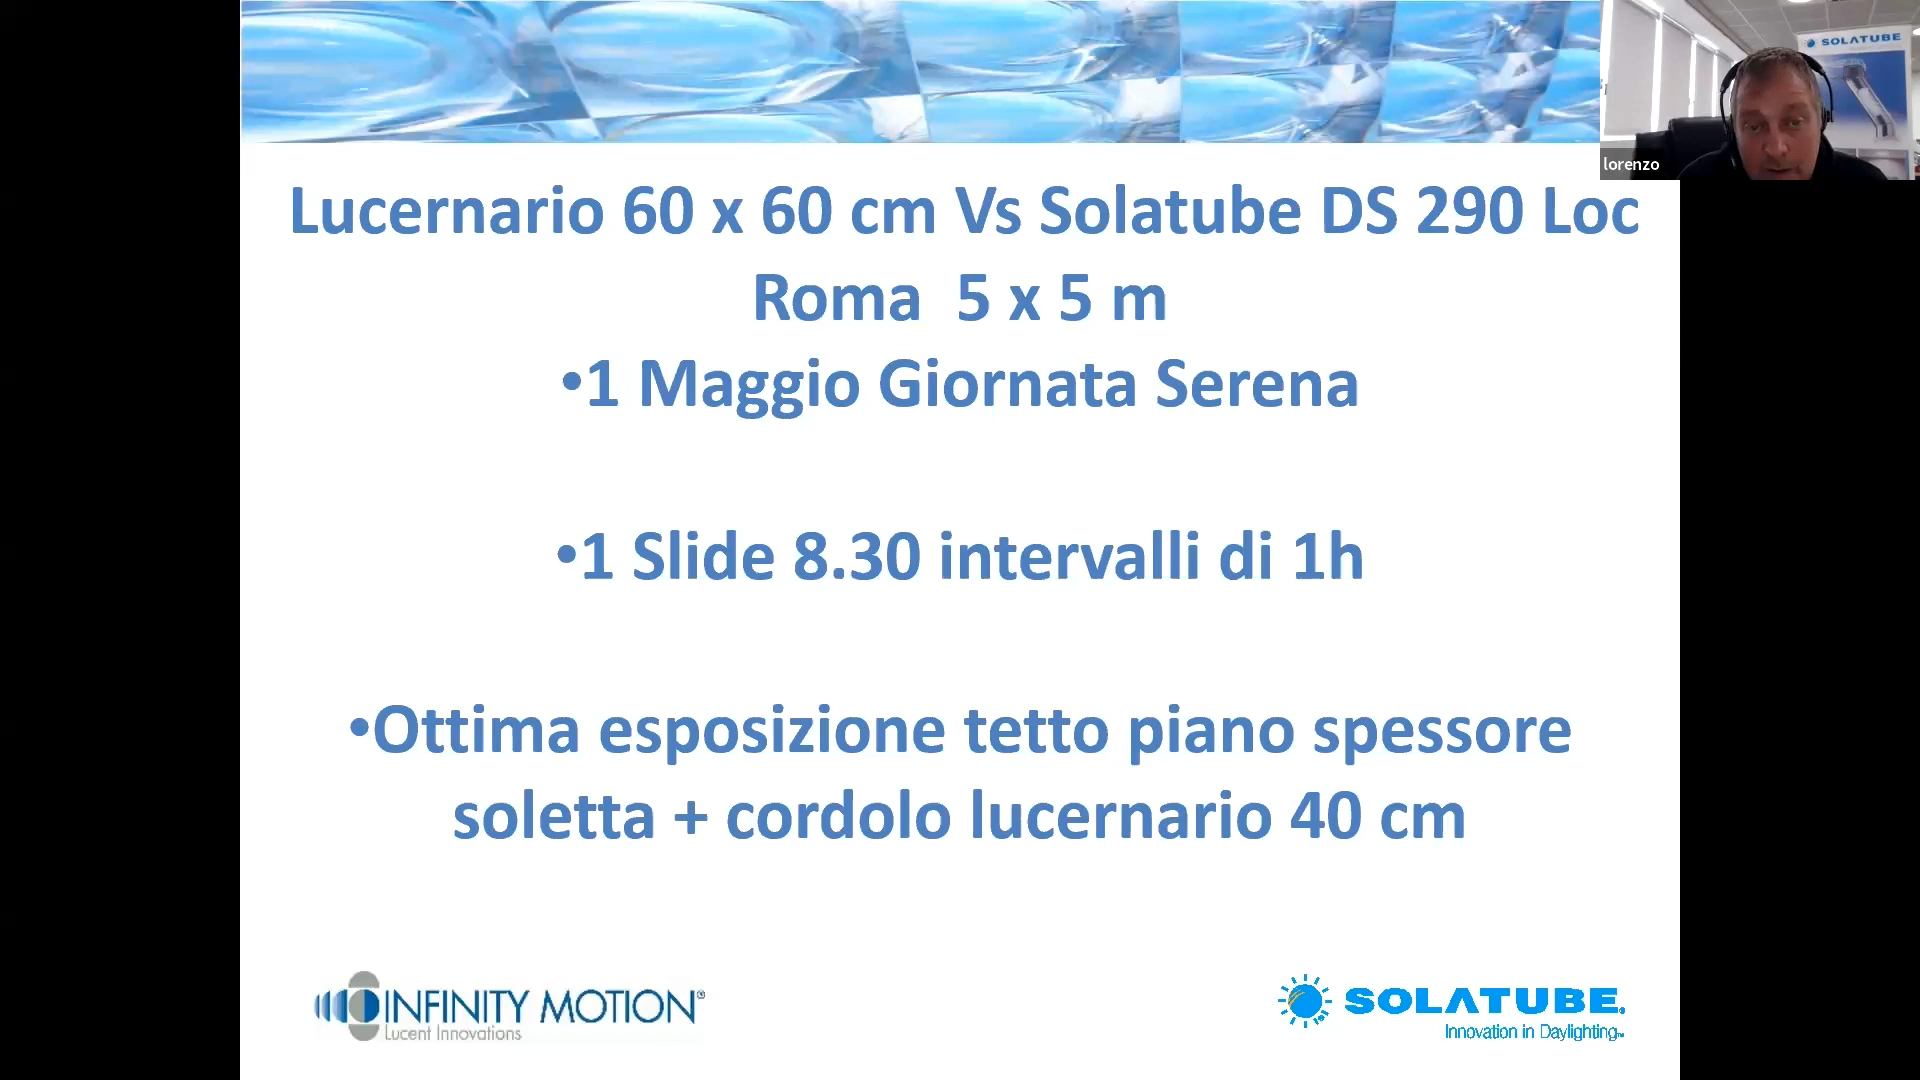 SOLATUBE
lorenzo
Lucernario 60 x 60 cm Vs Solatube DS 290 Loc
Roma 5 x 5 m
•1 Maggio Giornata Serena
•1 Slide 8.30 intervalli di 1h
•Ottima esposizione tetto piano spessore
soletta + cordolo lucernario 40 cm
INFINITY MOTION®
Lucent Innovations
SOLATUBE®
Innovation in Daylighting™